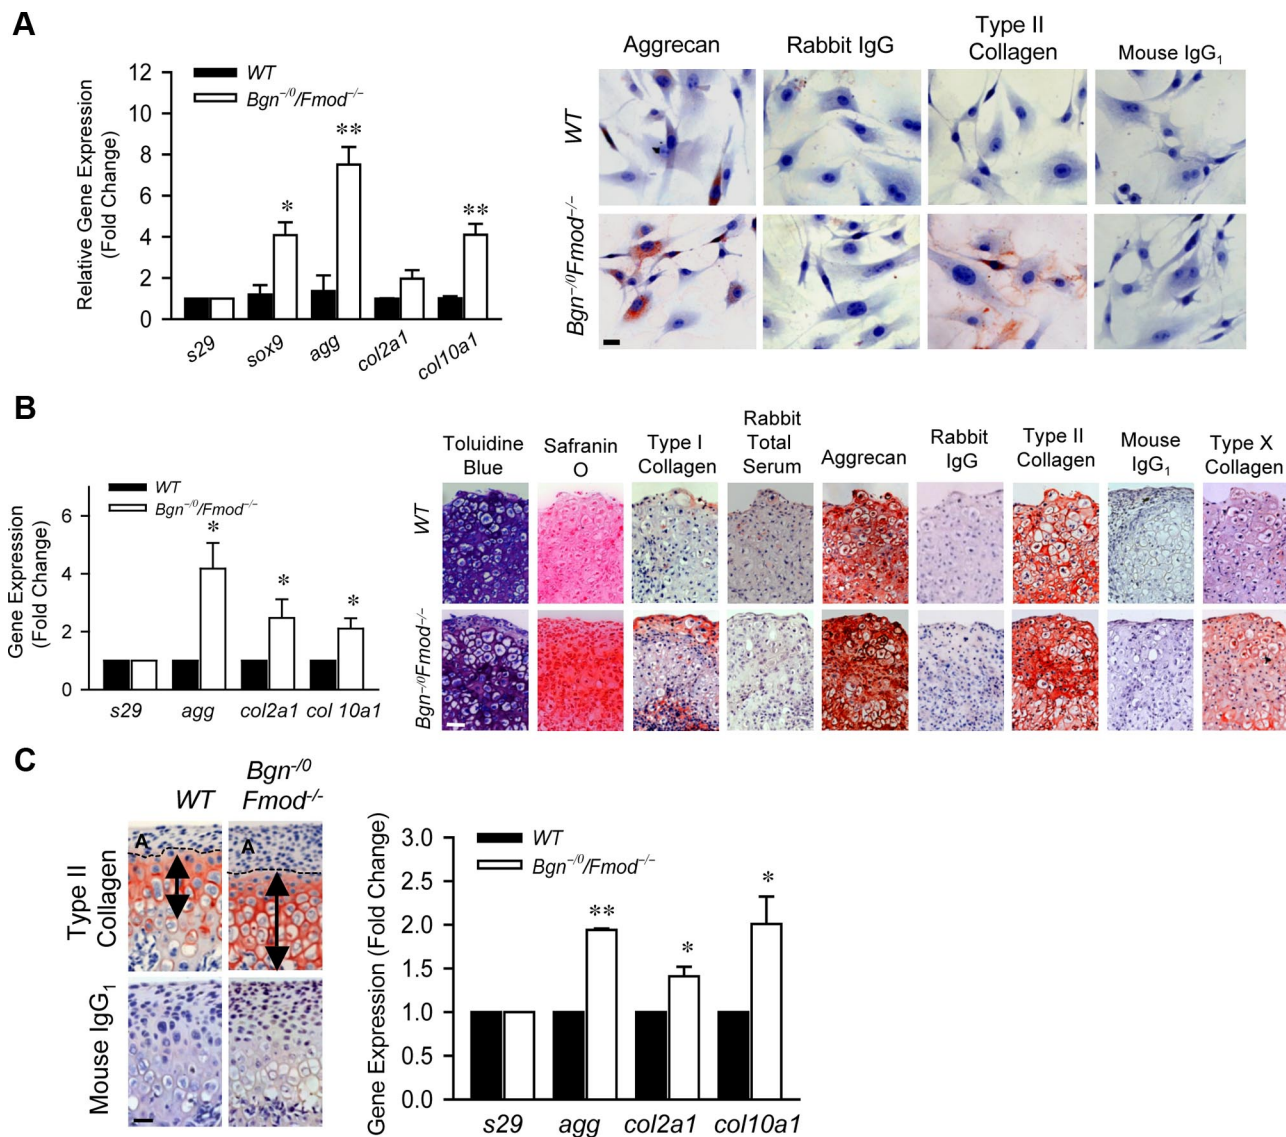 A
12
10
8
6
4
2
0
Relative Gene Expression
(Fold Change)
WT
Bgn⁻/⁰/Fmod⁻/⁻
*
**
**
s29
sox9
agg
col2a1
col10a1
Aggrecan
Rabbit IgG
Type II
Collagen
Mouse IgG₁
WT
Bgn⁻/⁰Fmod⁻/⁻
B
6
4
2
0
Gene Expression
(Fold Change)
WT
Bgn⁻/⁰/Fmod⁻/⁻
*
*
*
s29
agg
col2a1
col 10a1
Toluidine
Blue
Safranin
O
Type I
Collagen
Rabbit
Total
Serum
Aggrecan
Rabbit
IgG
Type II
Collagen
Mouse
IgG₁
Type X
Collagen
WT
Bgn⁻/⁰Fmod⁻/⁻
C
WT
Bgn⁻/⁰
Fmod⁻/⁻
Type II
Collagen
A
A
Mouse IgG₁
3.0
2.5
2.0
1.5
1.0
0.5
0.0
Gene Expression (Fold Change)
WT
Bgn⁻/⁰/Fmod⁻/⁻
**
*
*
s29
agg
col2a1
col10a1